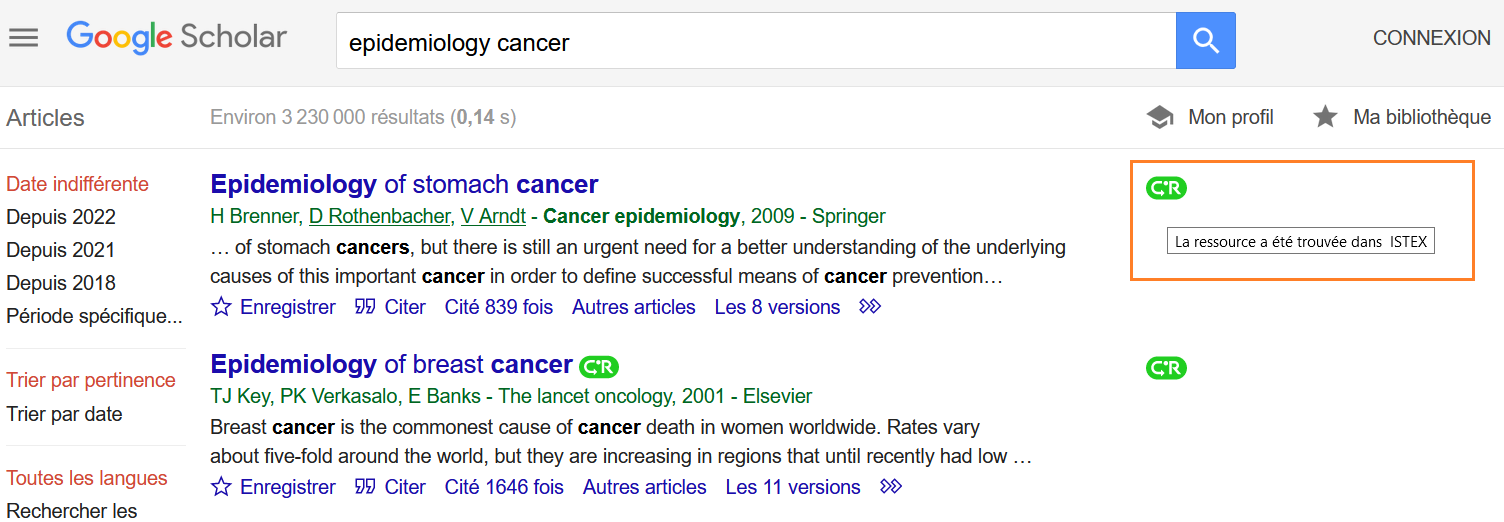 Google Scholar
epidemiology cancer
CONNEXION
Articles
Environ 3 230 000 résultats (0,14 s)
Mon profil
Ma bibliothèque
Date indifférente
Depuis 2022
Depuis 2021
Depuis 2018
Période spécifique...
Trier par pertinence
Trier par date
Toutes les langues
Rechercher les
Epidemiology of stomach cancer
H Brenner, D Rothenbacher, V Arndt - Cancer epidemiology, 2009 - Springer
… of stomach cancers, but there is still an urgent need for a better understanding of the underlying
causes of this important cancer in order to define successful means of cancer prevention…
Enregistrer Citer Cité 839 fois Autres articles Les 8 versions
C R
La ressource a été trouvée dans ISTEX
Epidemiology of breast cancer C R
TJ Key, PK Verkasalo, E Banks - The lancet oncology, 2001 - Elsevier
Breast cancer is the commonest cause of cancer death in women worldwide. Rates vary
about five-fold around the world, but they are increasing in regions that until recently had low …
Enregistrer Citer Cité 1646 fois Autres articles Les 11 versions
C R